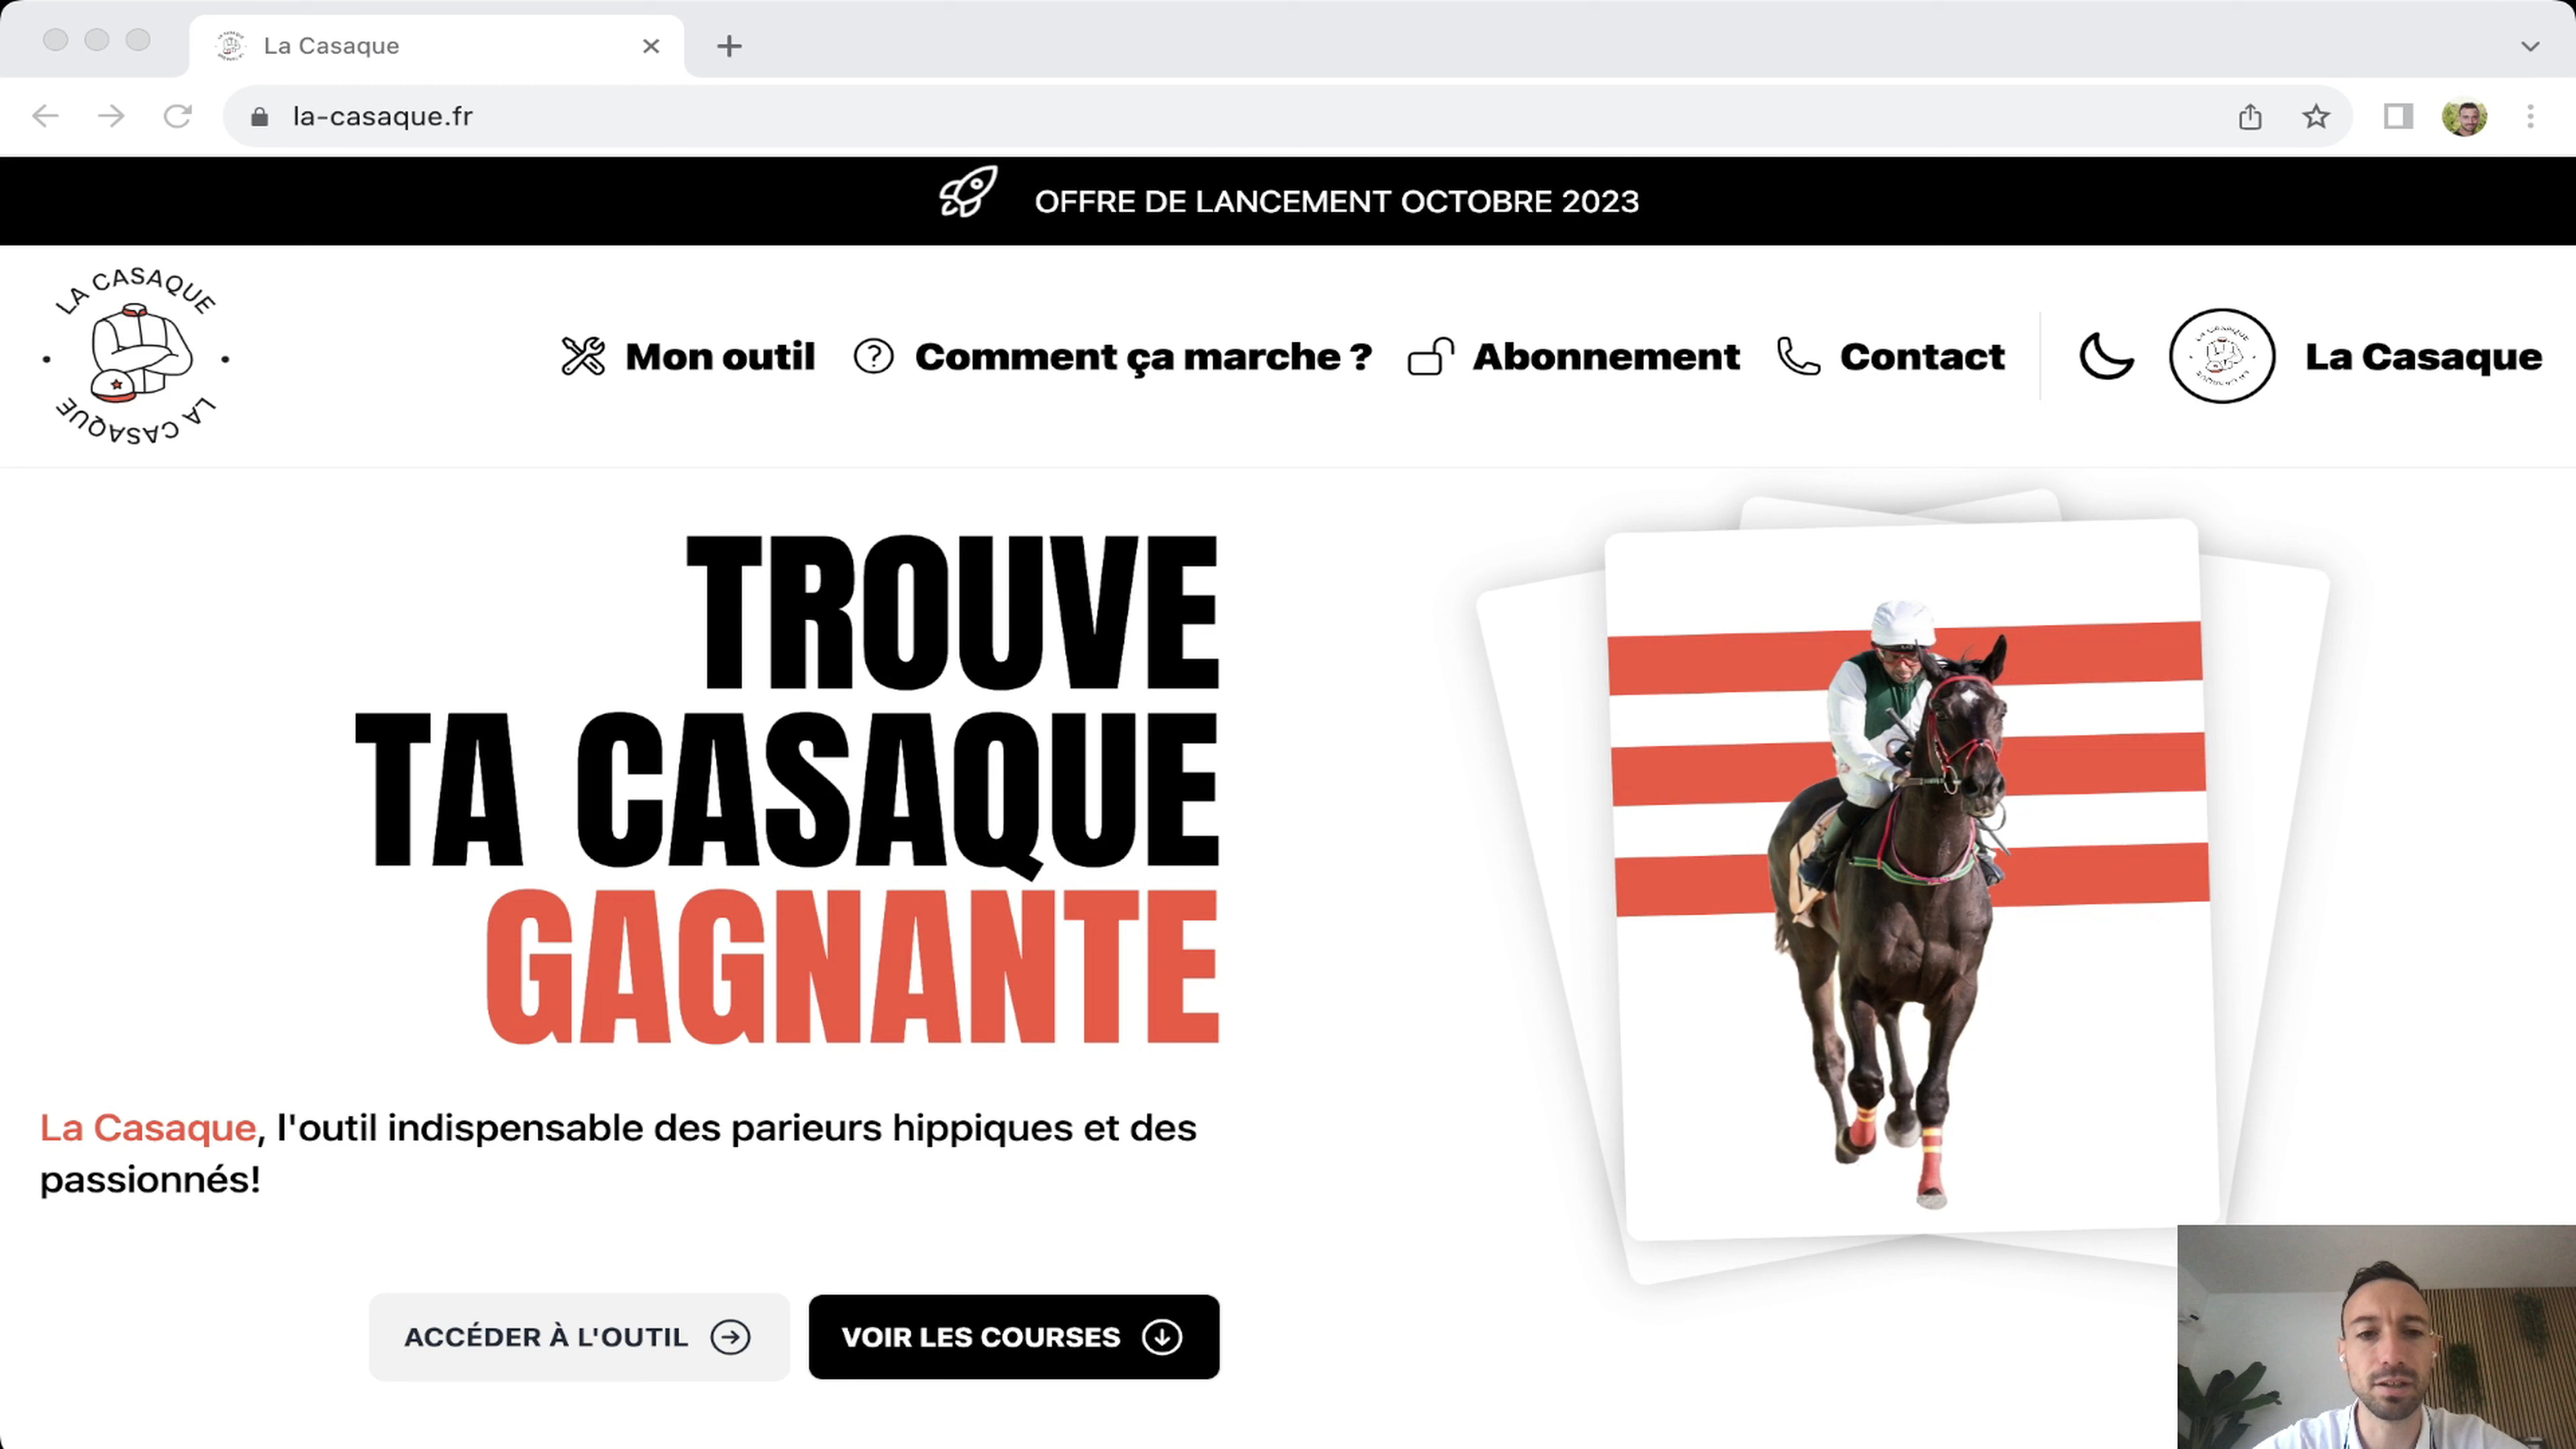 La Casaque
la-casaque.fr
OFFRE DE LANCEMENT OCTOBRE 2023
LA CASAQUE
LA CASAQUE
Mon outil
Comment ça marche ?
Abonnement
Contact
La Casaque
TROUVE
TA CASAQUE
GAGNANTE
La Casaque, l'outil indispensable des parieurs hippiques et des
passionnés!
ACCÉDER À L'OUTIL
VOIR LES COURSES